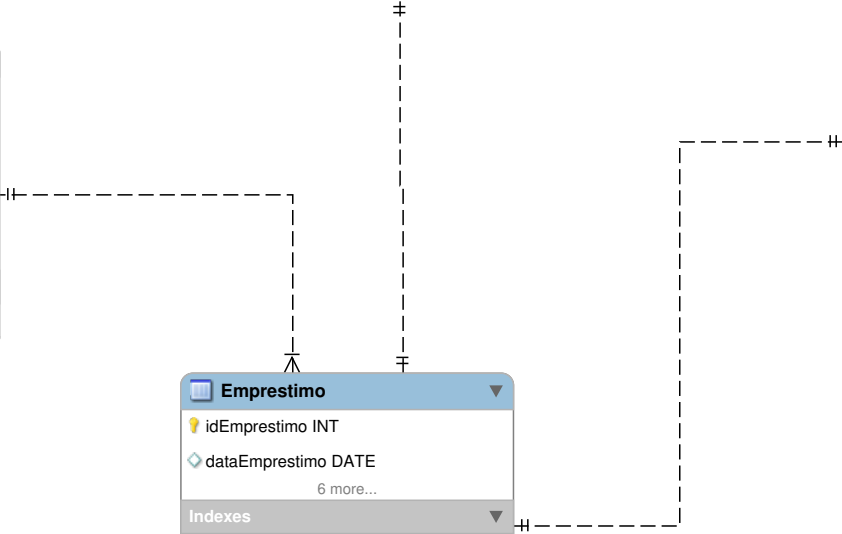 Emprestimo
idEmprestimo INT
dataEmprestimo DATE
6 more...
Indexes